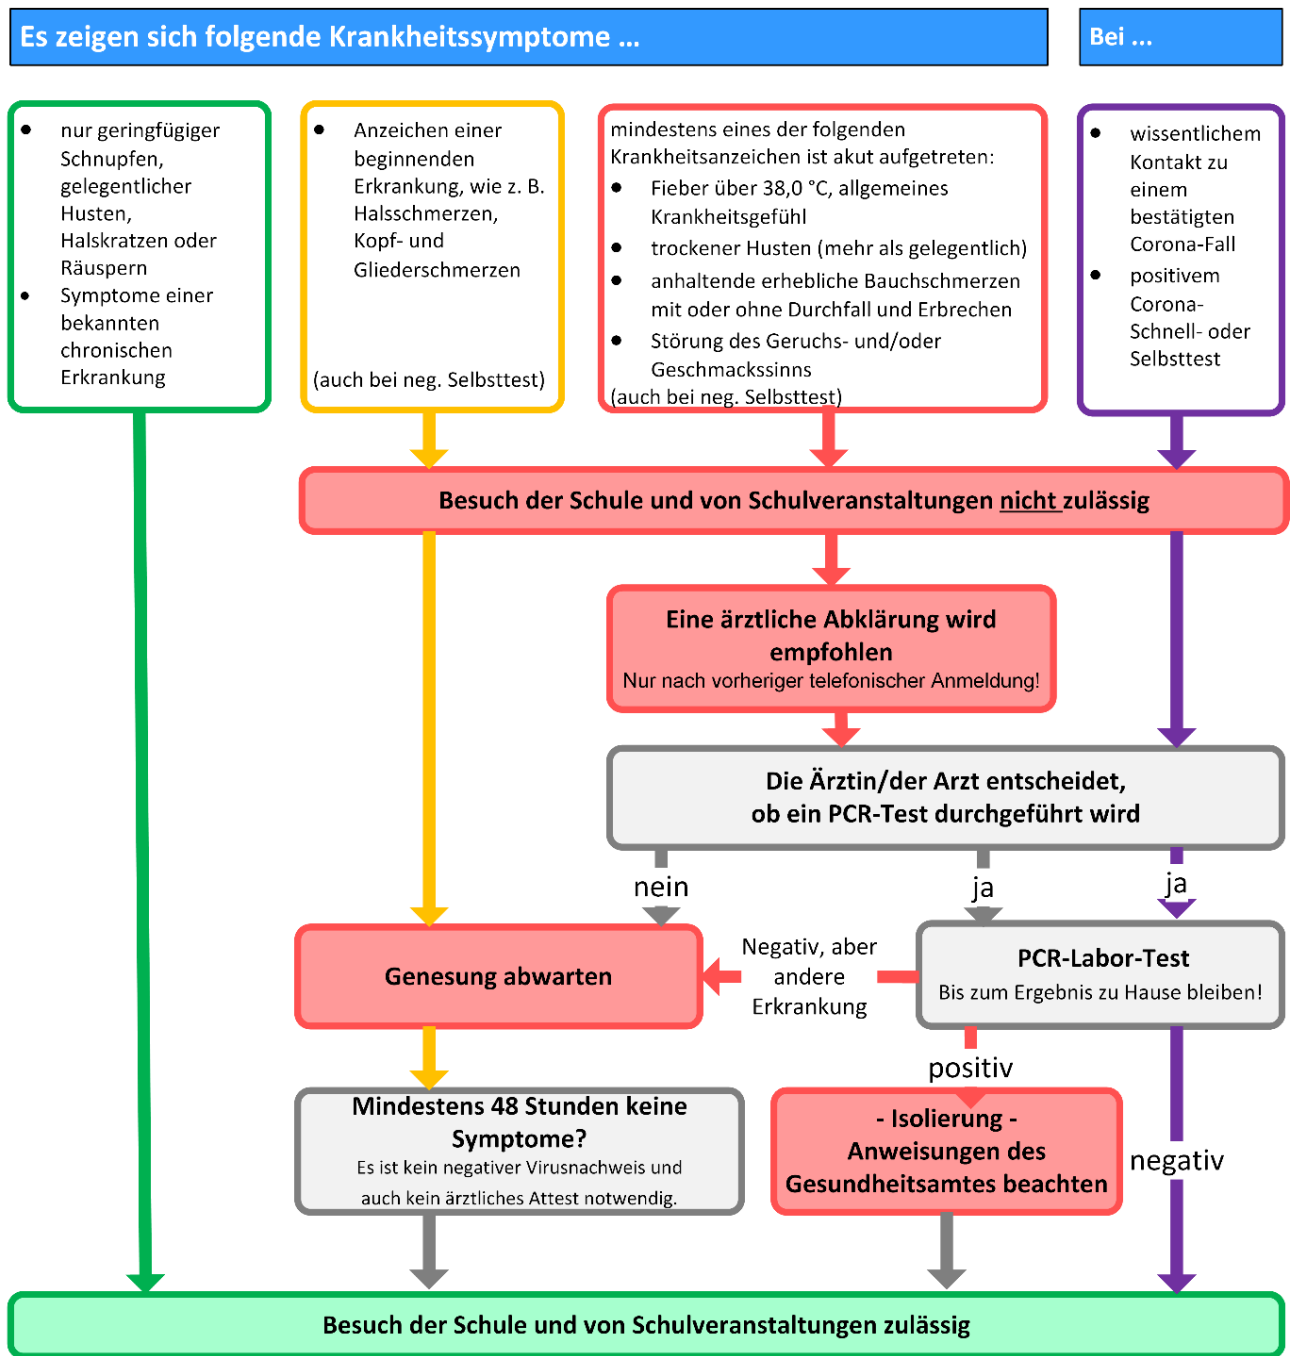 Es zeigen sich folgende Krankheitssymptome ...
Bei ...
• nur geringfügiger
Schnupfen,
gelegentlicher
Husten,
Halskratzen oder
Räuspern
• Symptome einer
bekannten
chronischen
Erkrankung
• Anzeichen einer
beginnenden
Erkrankung, wie z. B.
Halsschmerzen,
Kopf- und
Gliederschmerzen
(auch bei neg. Selbsttest)
mindestens eines der folgenden
Krankheitsanzeichen ist akut aufgetreten:
• Fieber über 38,0 °C, allgemeines
Krankheitsgefühl
• trockener Husten (mehr als gelegentlich)
• anhaltende erhebliche Bauchschmerzen
mit oder ohne Durchfall und Erbrechen
• Störung des Geruchs- und/oder
Geschmackssinns
(auch bei neg. Selbsttest)
• wissentlichem
Kontakt zu
einem
bestätigten
Corona-Fall
• positivem
Corona-
Schnell- oder
Selbsttest
Besuch der Schule und von Schulveranstaltungen nicht zulässig
Eine ärztliche Abklärung wird
empfohlen
Nur nach vorheriger telefonischer Anmeldung!
Die Ärztin/der Arzt entscheidet,
ob ein PCR-Test durchgeführt wird
nein
ja
ja
Genesung abwarten
Negativ, aber
andere
Erkrankung
PCR-Labor-Test
Bis zum Ergebnis zu Hause bleiben!
positiv
Mindestens 48 Stunden keine
Symptome?
Es ist kein negativer Virusnachweis und
auch kein ärztliches Attest notwendig.
- Isolierung -
Anweisungen des
Gesundheitsamtes beachten
negativ
Besuch der Schule und von Schulveranstaltungen zulässig